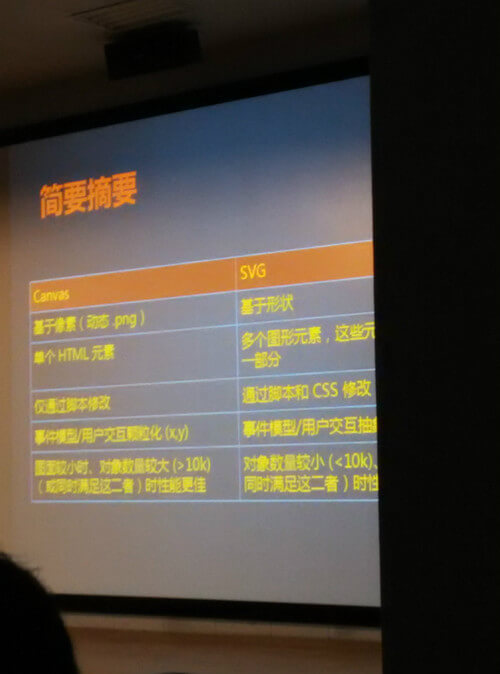 简要摘要
Canvas
SVG
基于像素（动态 .png）
基于形状
单个 HTML 元素
多个图形元素，这些元
一部分
仅通过脚本修改
通过脚本和 CSS 修改
事件模型/用户交互颗粒化 (x,y)
事件模型/用户交互抽
图面较小时、对象数量较大 (>10k)
（或同时满足这二者）时性能更佳
对象数量较小 (<10k)、
同时满足这二者）时性